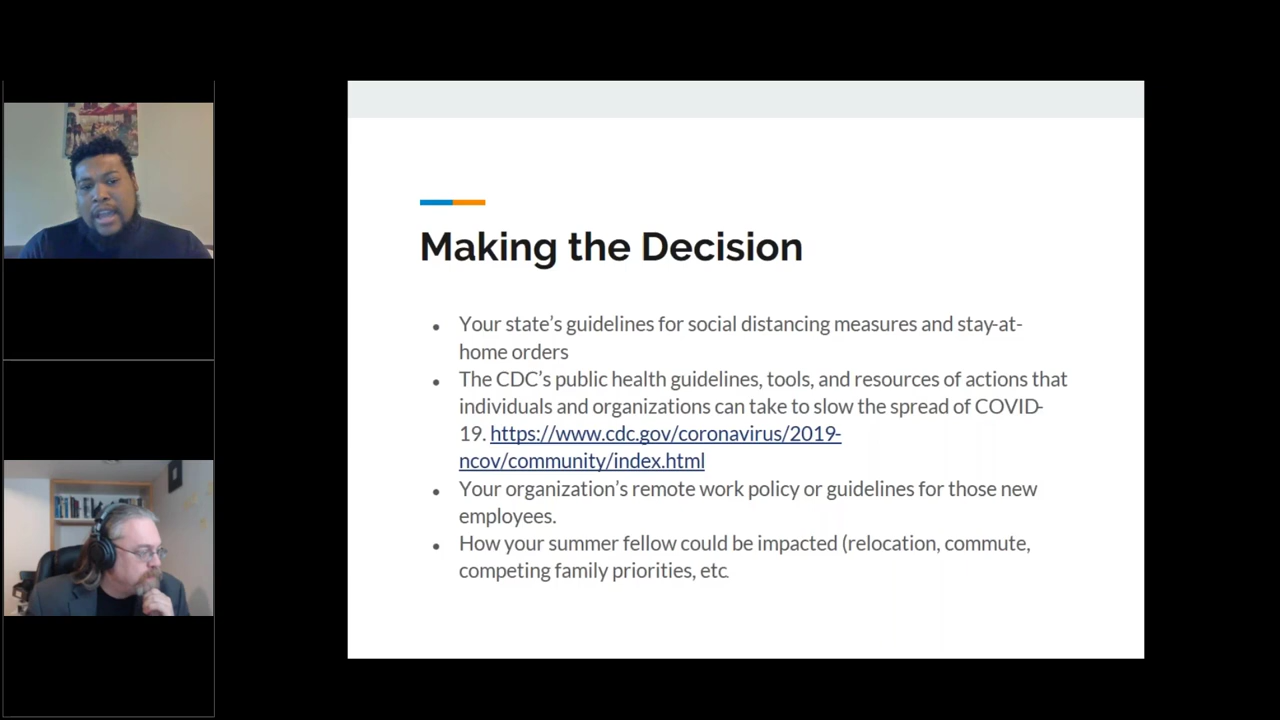 Making the Decision
● Your state's guidelines for social distancing measures and stay-at-
home orders
● The CDC's public health guidelines, tools, and resources of actions that
individuals and organizations can take to slow the spread of COVID-
19. https://www.cdc.gov/coronavirus/2019-
ncov/community/index.html
● Your organization's remote work policy or guidelines for those new
employees.
● How your summer fellow could be impacted (relocation, commute,
competing family priorities, etc.